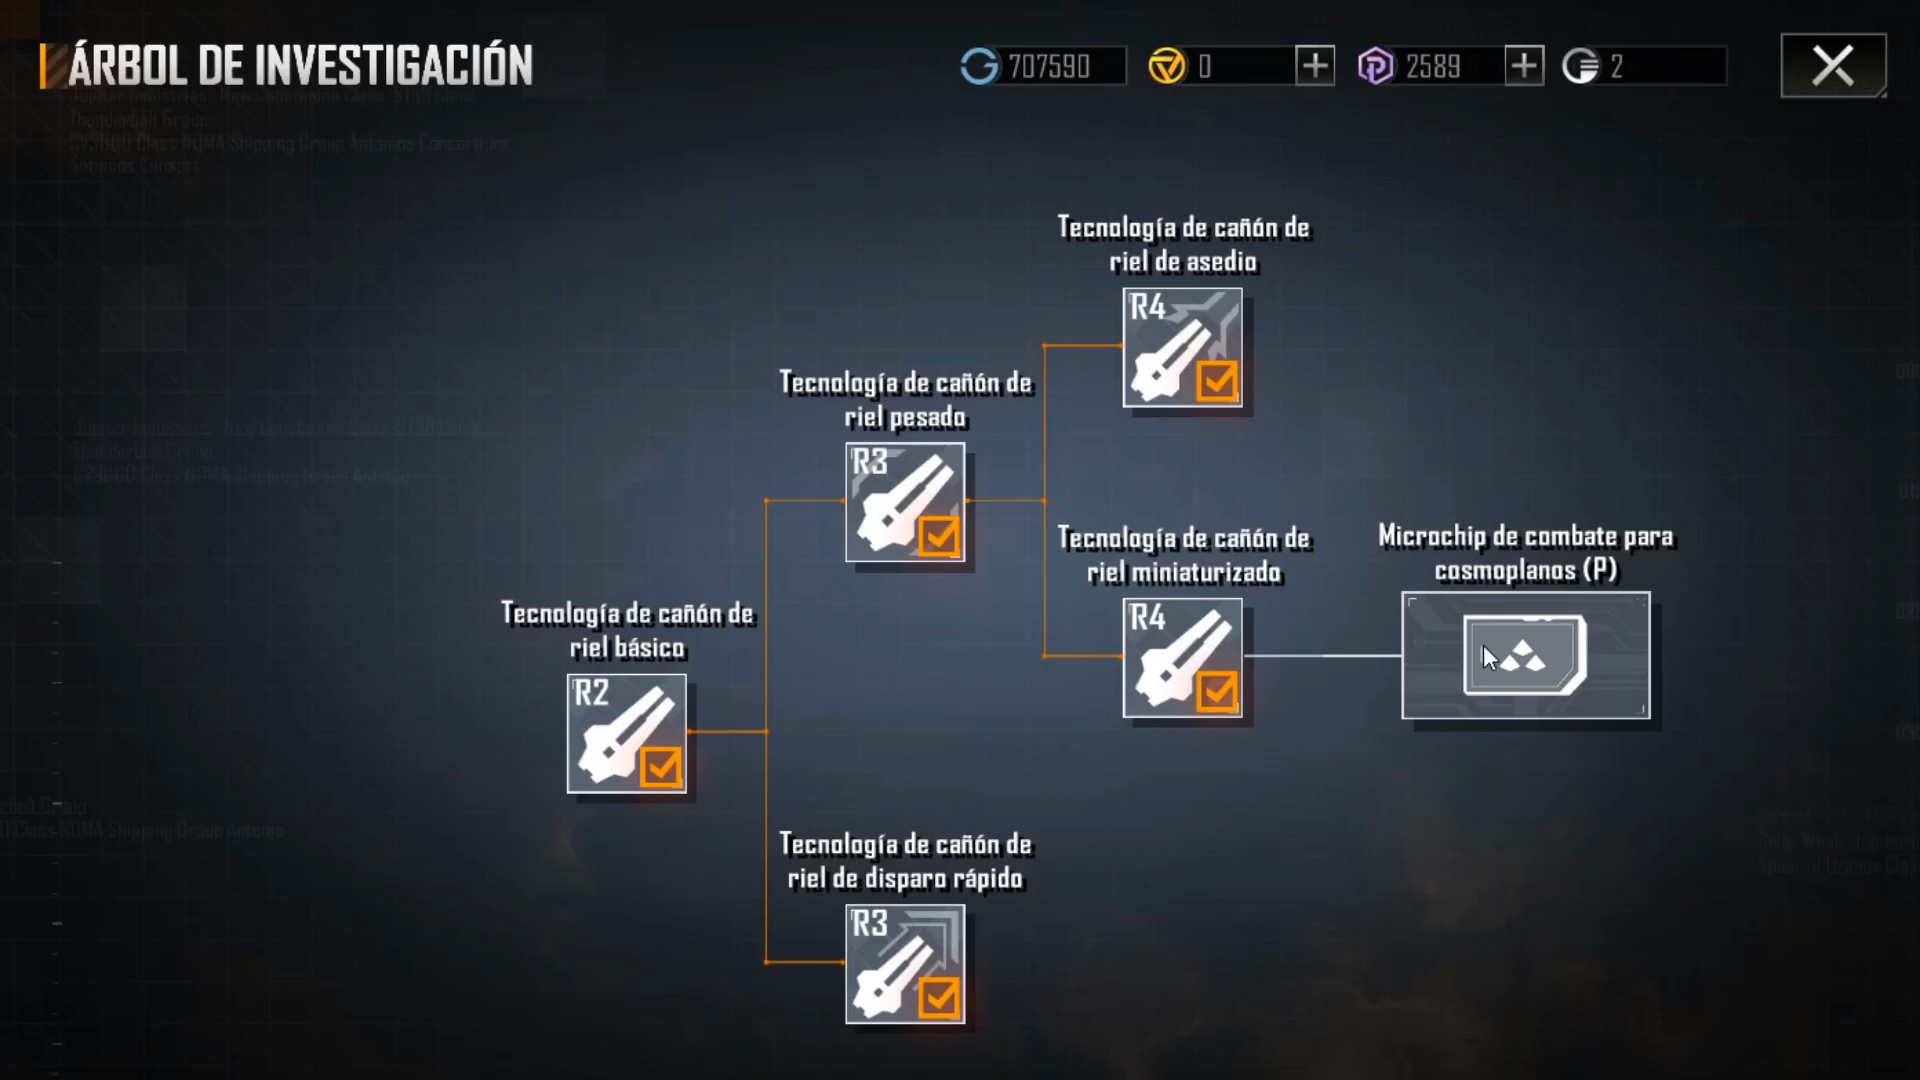 ÁRBOL DE INVESTIGACIÓN
707590
0
2589
2
Thunderbolt Group
Tecnología de cañón de
riel de asedio
R4
Tecnología de cañón de
riel pesado
R3
Tecnología de cañón de
riel miniaturizado
R4
Microchip de combate para
cosmoplanos (P)
Tecnología de cañón de
riel básico
R2
Tecnología de cañón de
riel de disparo rápido
R3